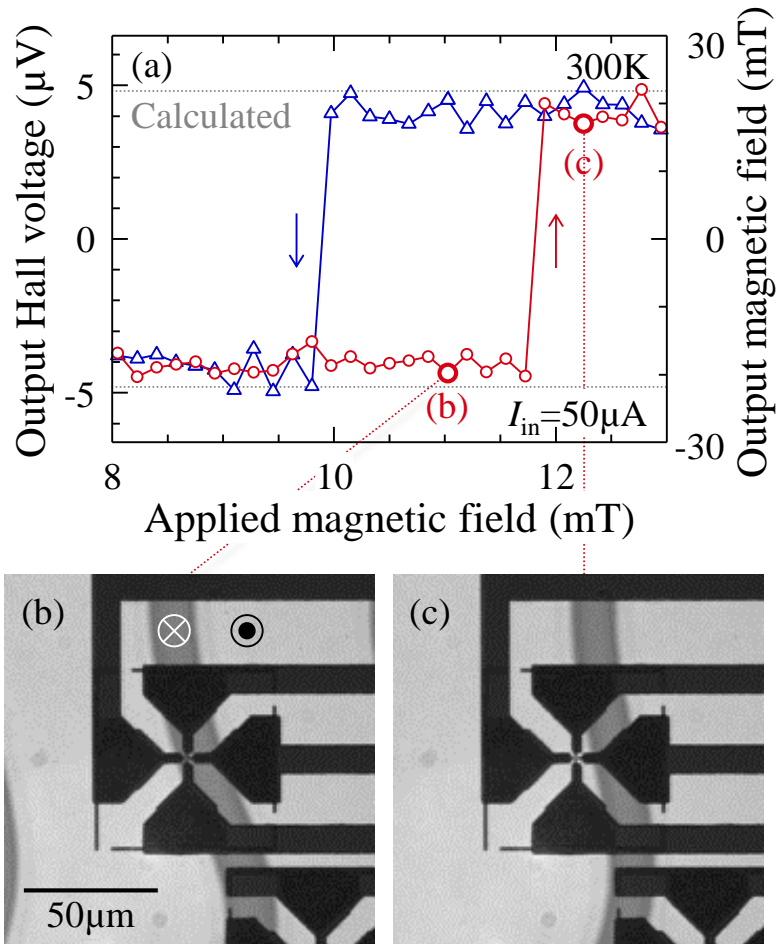 (a)
300K
Calculated
(c)
(b)
I_in=50μA
5
0
-5
Output Hall voltage (μV)
30
0
-30
Output magnetic field (mT)
8
10
12
Applied magnetic field (mT)
(b)
50μm
(c)